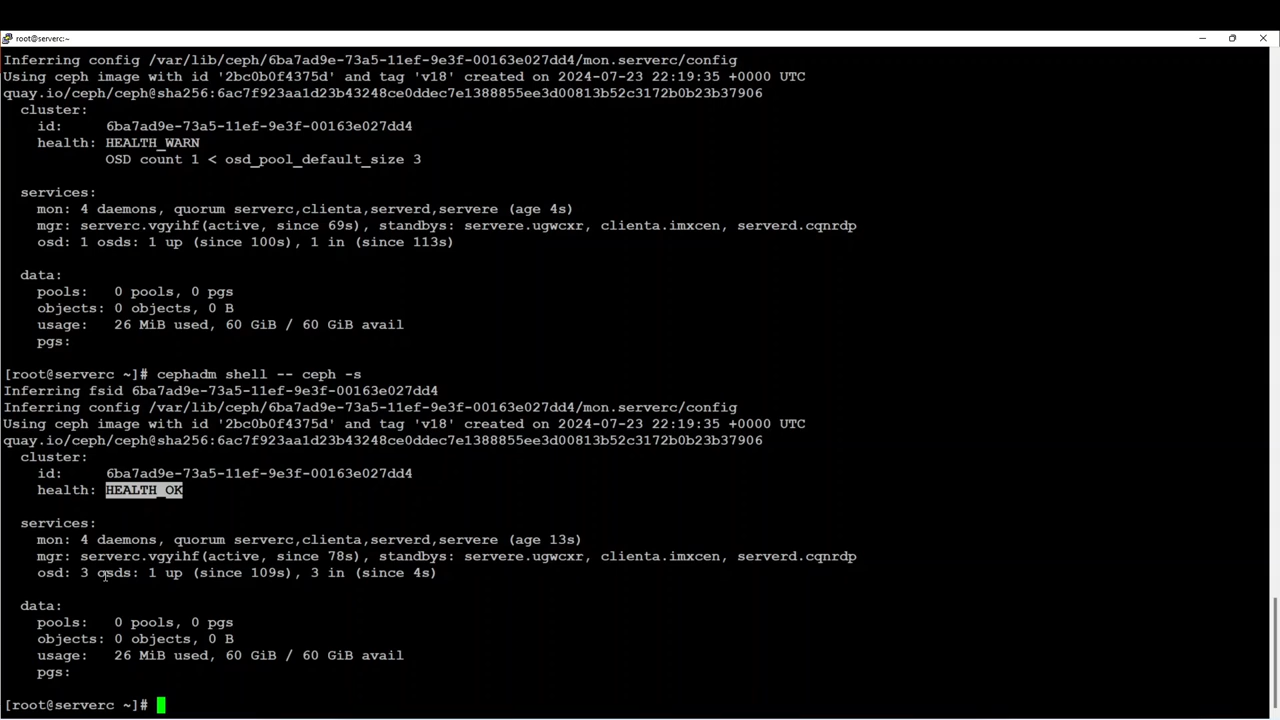 root@serverc:~
Inferring config /var/lib/ceph/6ba7ad9e-73a5-11ef-9e3f-00163e027dd4/mon.serverc/config
Using ceph image with id '2bc0b0f4375d' and tag 'v18' created on 2024-07-23 22:19:35 +0000 UTC
quay.io/ceph/ceph@sha256:6ac7f923aa1d23b43248ce0ddec7e1388855ee3d00813b52c3172b0b23b37906
cluster:
id: 6ba7ad9e-73a5-11ef-9e3f-00163e027dd4
health: HEALTH_WARN
OSD count 1 < osd_pool_default_size 3
services:
mon: 4 daemons, quorum serverc,clienta,serverd,servere (age 4s)
mgr: serverc.vgyihf(active, since 69s), standbys: servere.ugwcxr, clienta.imxcen, serverd.cqnrdp
osd: 1 osds: 1 up (since 100s), 1 in (since 113s)
data:
pools: 0 pools, 0 pgs
objects: 0 objects, 0 B
usage: 26 MiB used, 60 GiB / 60 GiB avail
pgs:
[root@serverc ~]# cephadm shell -- ceph -s
Inferring fsid 6ba7ad9e-73a5-11ef-9e3f-00163e027dd4
Inferring config /var/lib/ceph/6ba7ad9e-73a5-11ef-9e3f-00163e027dd4/mon.serverc/config
Using ceph image with id '2bc0b0f4375d' and tag 'v18' created on 2024-07-23 22:19:35 +0000 UTC
quay.io/ceph/ceph@sha256:6ac7f923aa1d23b43248ce0ddec7e1388855ee3d00813b52c3172b0b23b37906
cluster:
id: 6ba7ad9e-73a5-11ef-9e3f-00163e027dd4
health: HEALTH_OK
services:
mon: 4 daemons, quorum serverc,clienta,serverd,servere (age 13s)
mgr: serverc.vgyihf(active, since 78s), standbys: servere.ugwcxr, clienta.imxcen, serverd.cqnrdp
osd: 3 osds: 1 up (since 109s), 3 in (since 4s)
data:
pools: 0 pools, 0 pgs
objects: 0 objects, 0 B
usage: 26 MiB used, 60 GiB / 60 GiB avail
pgs:
[root@serverc ~]#